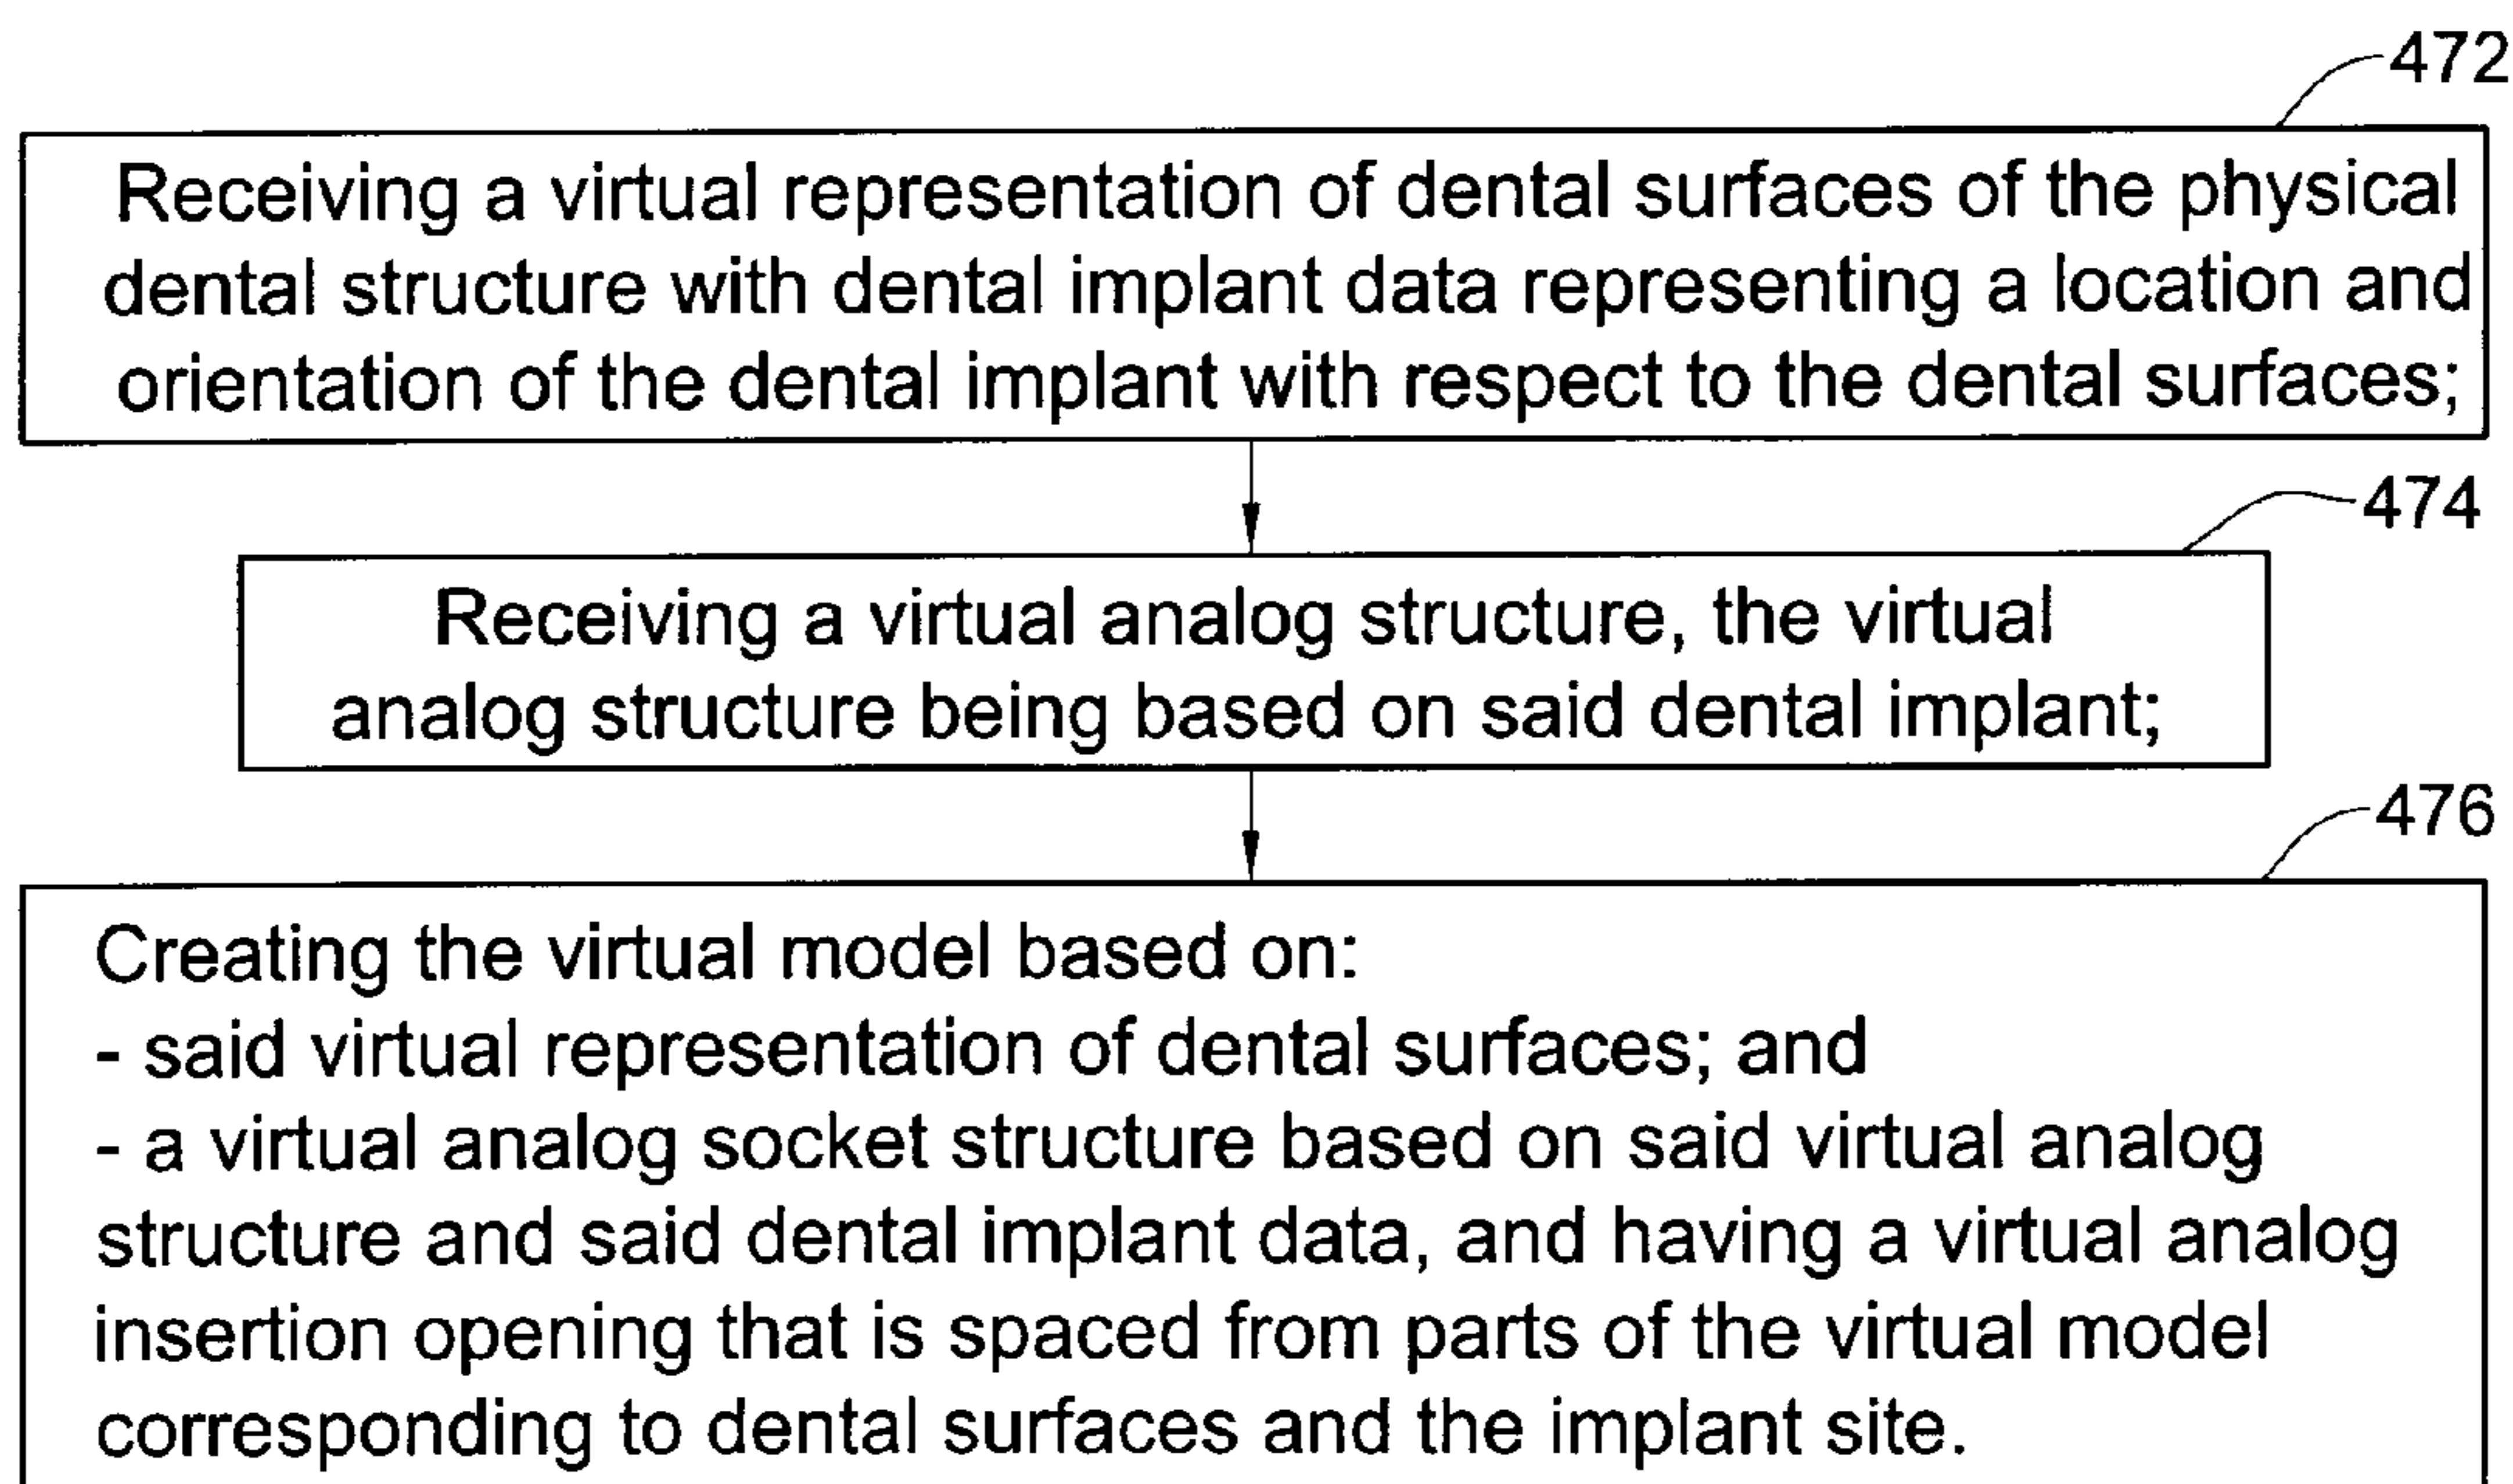 472
Receiving a virtual representation of dental surfaces of the physical
dental structure with dental implant data representing a location and
orientation of the dental implant with respect to the dental surfaces;
474
Receiving a virtual analog structure, the virtual
analog structure being based on said dental implant;
476
Creating the virtual model based on:
- said virtual representation of dental surfaces; and
- a virtual analog socket structure based on said virtual analog
structure and said dental implant data, and having a virtual analog
insertion opening that is spaced from parts of the virtual model
corresponding to dental surfaces and the implant site.